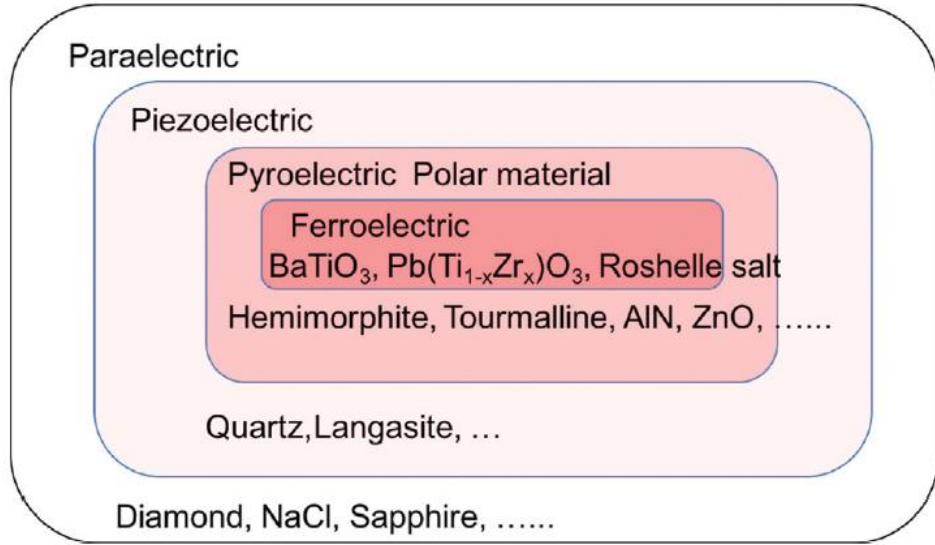 Paraelectric
Piezoelectric
Pyroelectric Polar material
Ferroelectric
BaTiO₃, Pb(Ti₁₋ₓZrₓ)O₃, Roshelle salt
Hemimorphite, Tourmalline, AlN, ZnO, …...
Quartz,Langasite, …
Diamond, NaCl, Sapphire, …...